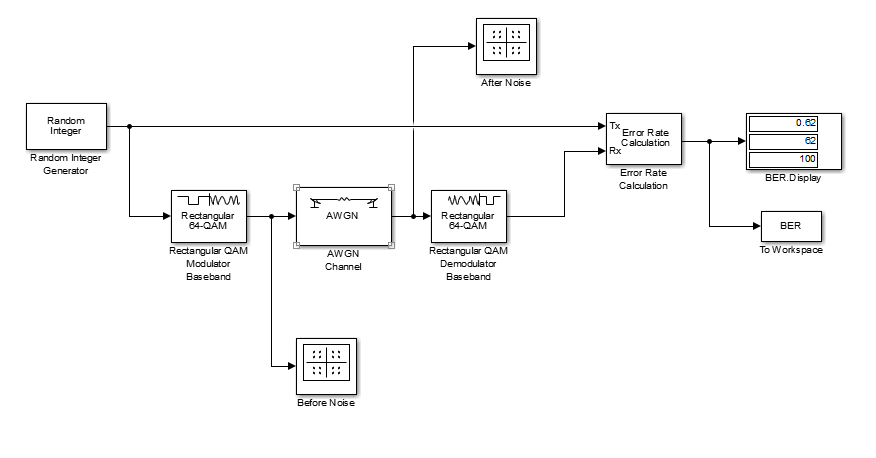 After Noise
Random
Integer
Random Integer
Generator
Tx
Rx
Error Rate
Calculation
Error Rate
Calculation
0.62
62
100
BER.Display
Rectangular
64-QAM
Rectangular QAM
Modulator
Baseband
AWGN
AWGN
Channel
Rectangular
64-QAM
Rectangular QAM
Demodulator
Baseband
BER
To Workspace
Before Noise